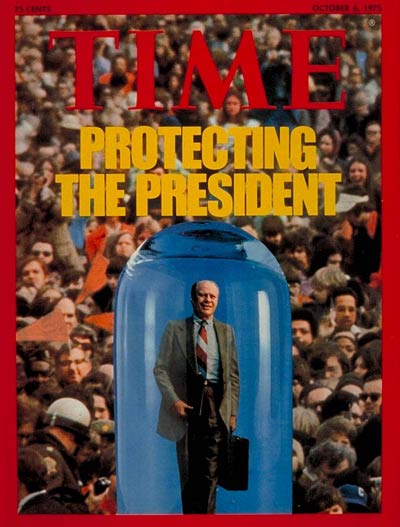 75 CENTS
OCTOBER 6, 1975
TIME
®
PROTECTING
THE PRESIDENT